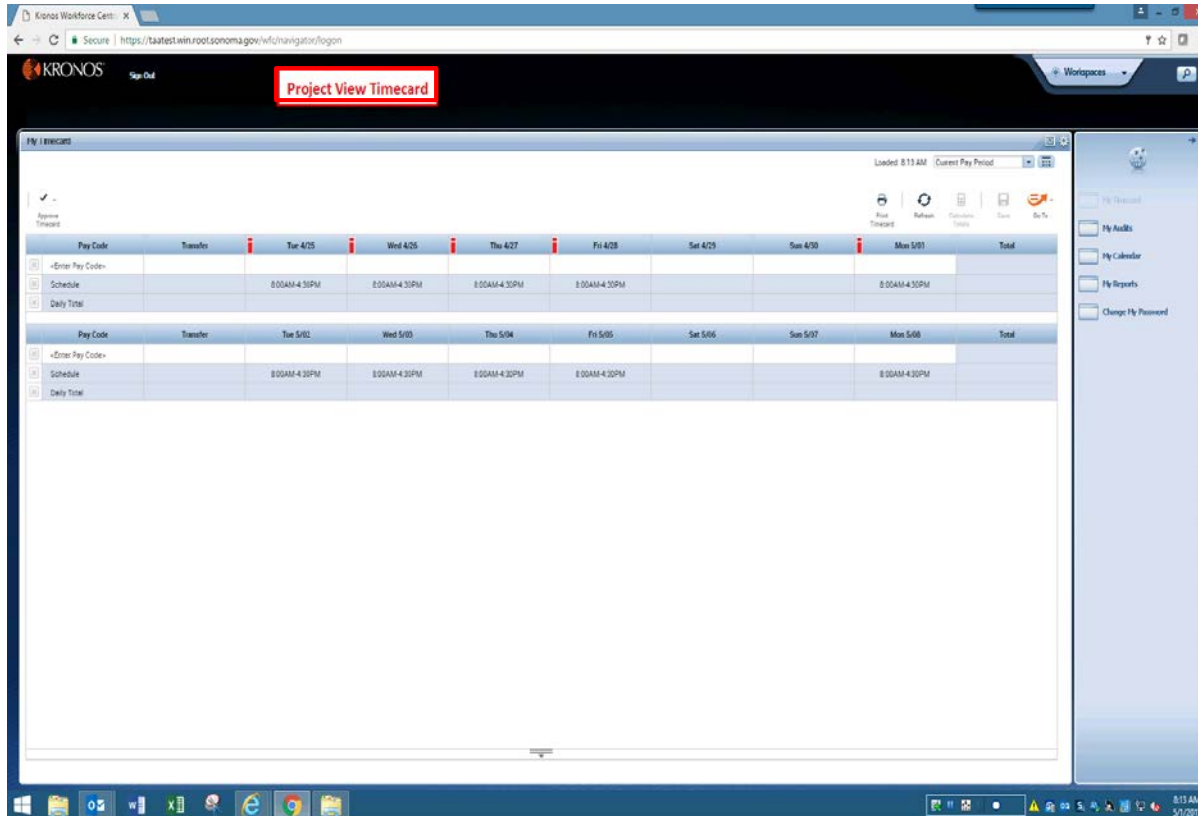 Kronos Workforce Cent
Secure | https://taatest.win.root.sonoma.gov/wfc/navigator/logon
KRONOS Sign Out
Project View Timecard
Workspaces
My Timecard
Loaded: 8:13 AM Current Pay Period
Approve Timecard
Print Timecard Refresh Calculate Totals Save Go To
Pay Code Transfer Tue 4/25 Wed 4/26 Thu 4/27 Fri 4/28 Sat 4/29 Sun 4/30 Mon 5/01 Total
<Enter Pay Code>
Schedule 8:00AM-4:30PM 8:00AM-4:30PM 8:00AM-4:30PM 8:00AM-4:30PM 8:00AM-4:30PM
Daily Total
Pay Code Transfer Tue 5/02 Wed 5/03 Thu 5/04 Fri 5/05 Sat 5/06 Sun 5/07 Mon 5/08 Total
<Enter Pay Code>
Schedule 8:00AM-4:30PM 8:00AM-4:30PM 8:00AM-4:30PM 8:00AM-4:30PM 8:00AM-4:30PM
Daily Total
My Timecard
My Audits
My Calendar
My Reports
Change My Password
8:13 AM